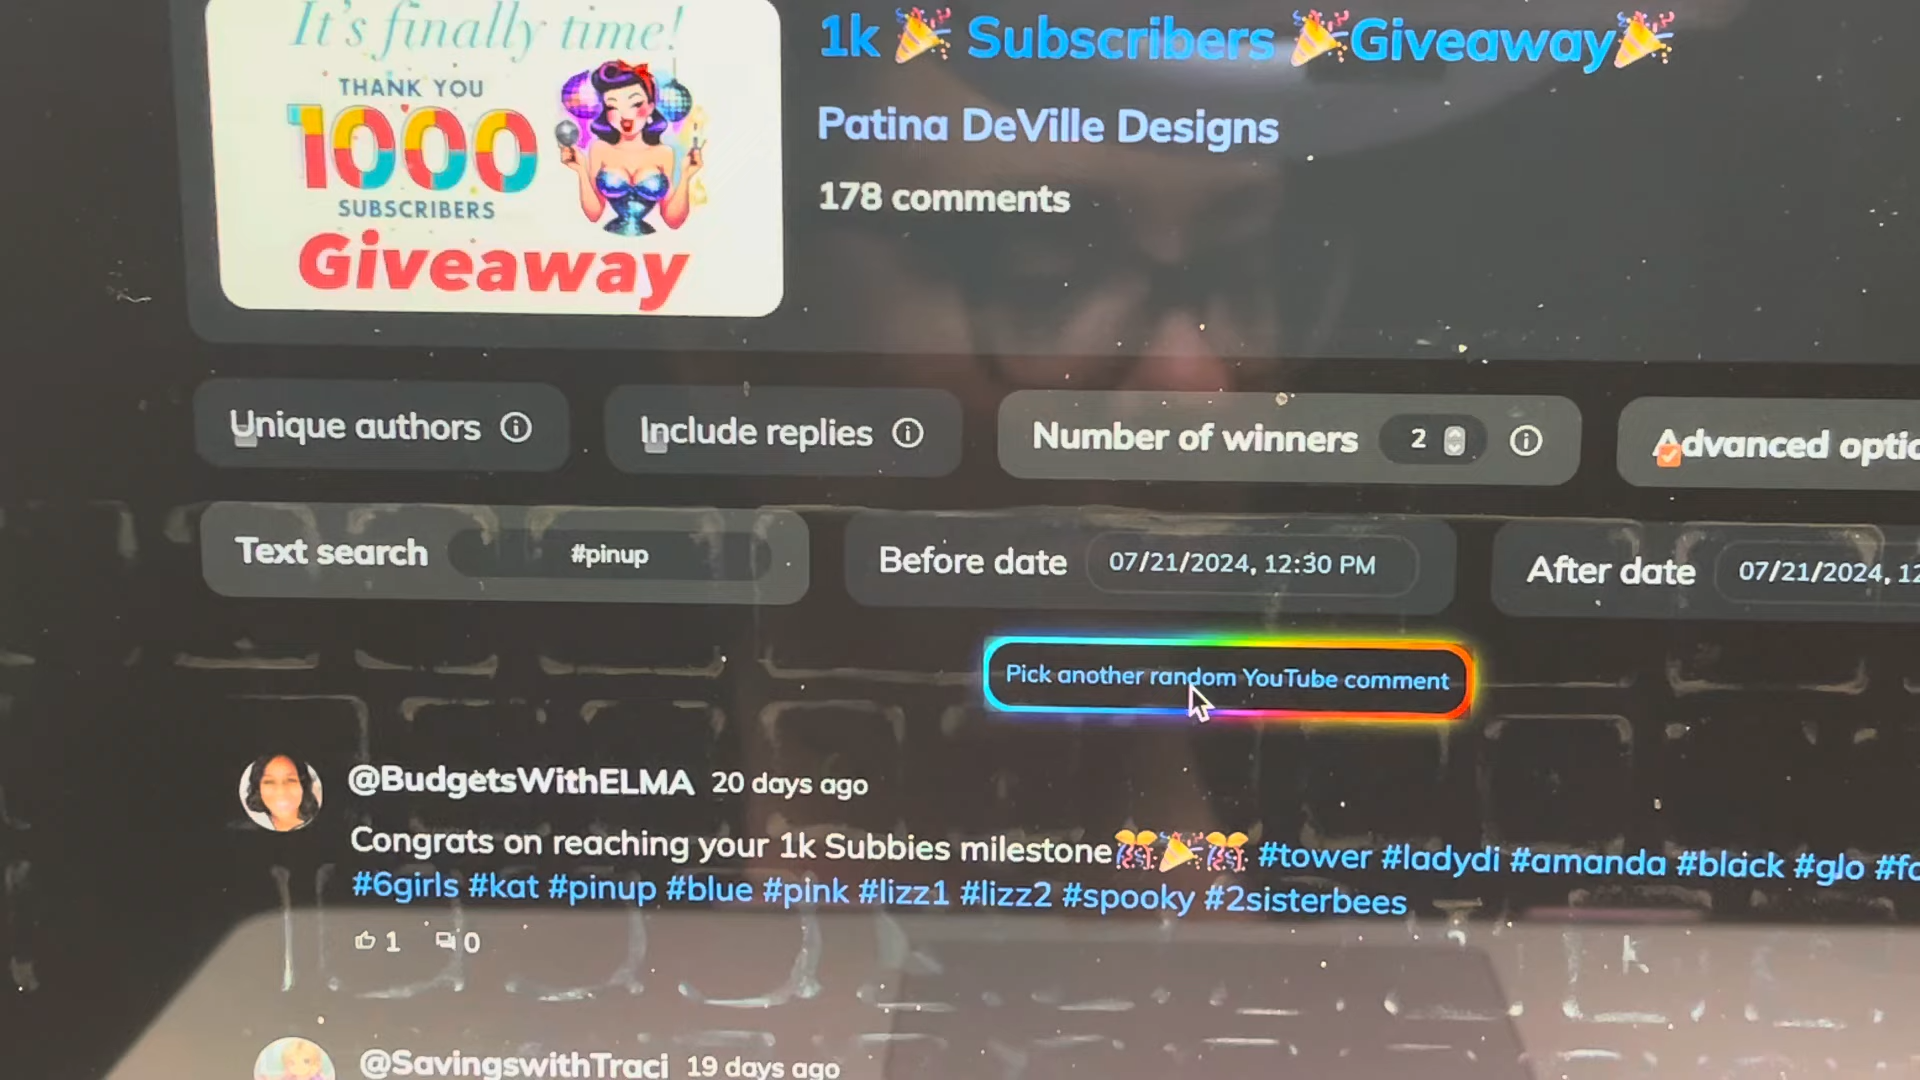 It's finally time!
THANK YOU
1000
SUBSCRIBERS
Giveaway
1k 🎉 Subscribers 🎉Giveaway🎉
Patina DeVille Designs
178 comments
Unique authors
Include replies
Number of winners 2
Advanced optio
Text search #pinup
Before date 07/21/2024, 12:30 PM
After date 07/21/2024, 12
Pick another random YouTube comment
@BudgetsWithELMA 20 days ago
Congrats on reaching your 1k Subbies milestone🎊🎉🎊 #tower #ladydi #amanda #black #glo #fo
#6girls #kat #pinup #blue #pink #lizz1 #lizz2 #spooky #2sisterbees
1 0
@SavingswithTraci 19 days ago